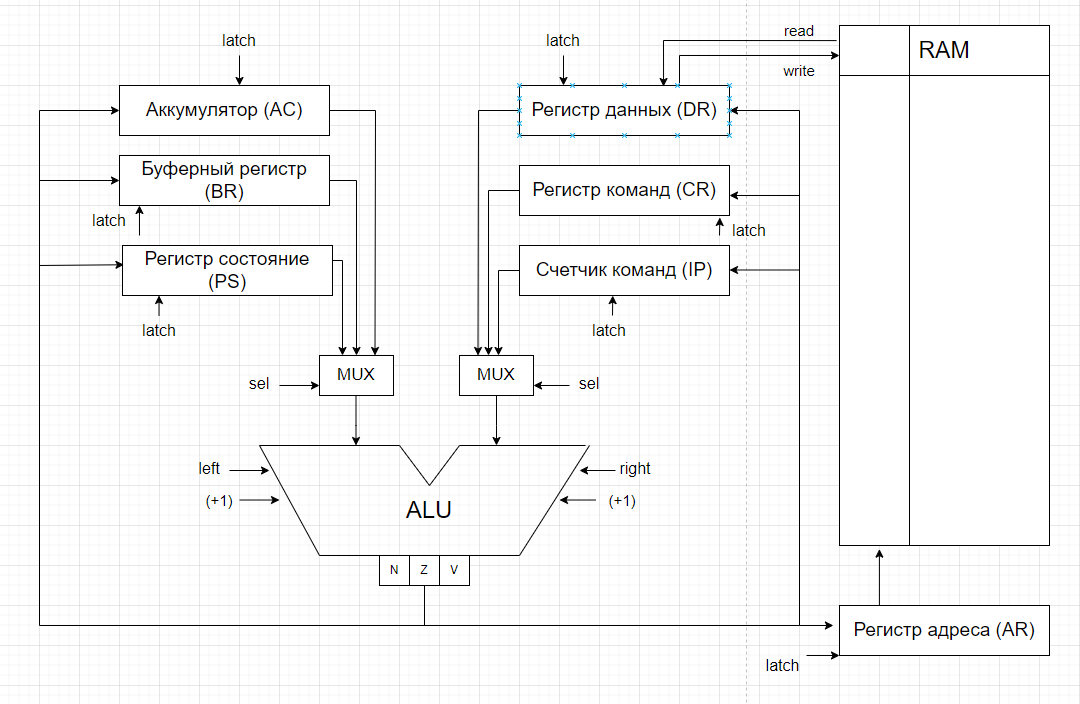 read
latch
latch
RAM
write
Аккумулятор (AC)
Регистр данных (DR)
Буферный регистр
(BR)
Регистр команд (CR)
latch
latch
Регистр состояние
(PS)
Счетчик команд (IP)
latch
latch
MUX
MUX
sel
sel
left
right
(+1)
(+1)
ALU
N
Z
V
Регистр адреса (AR)
latch